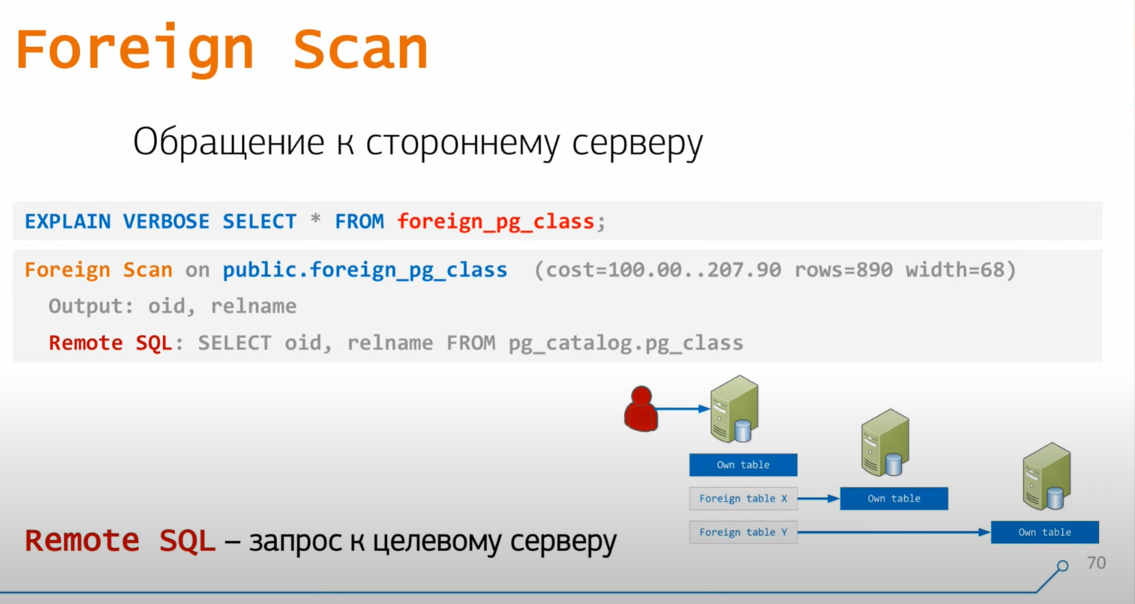 Foreign Scan
Обращение к стороннему серверу
EXPLAIN VERBOSE SELECT * FROM foreign_pg_class;
Foreign Scan on public.foreign_pg_class (cost=100.00..207.90 rows=890 width=68)
Output: oid, relname
Remote SQL: SELECT oid, relname FROM pg_catalog.pg_class
Own table
Foreign table X
Own table
Foreign table Y
Own table
Remote SQL – запрос к целевому серверу
70